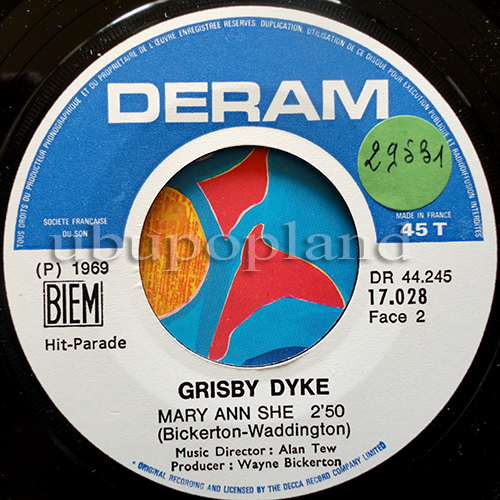 TOUS DROITS DU PRODUCTEUR PHONOGRAPHIQUE ET DU PROPRIETAIRE DE L'ŒUVRE ENREGISTREE RESERVES. DUPLICATION, UTILISATION DE CE DISQUE POUR EXECUTION PUBLIQUE ET RADIODIFFUSION INTERDITES
DERAM
29531
SOCIETE FRANÇAISE
DU SON
MADE IN FRANCE
45 T
ubupopland
(P) 1969
BIEM
Hit-Parade
DR 44.245
17.028
Face 2
GRISBY DYKE
MARY ANN SHE 2'50
(Bickerton-Waddington)
Music Director : Alan Tew
Producer : Wayne Bickerton
ORIGINAL RECORDING AND LICENSED BY THE DECCA RECORD COMPANY LIMITED